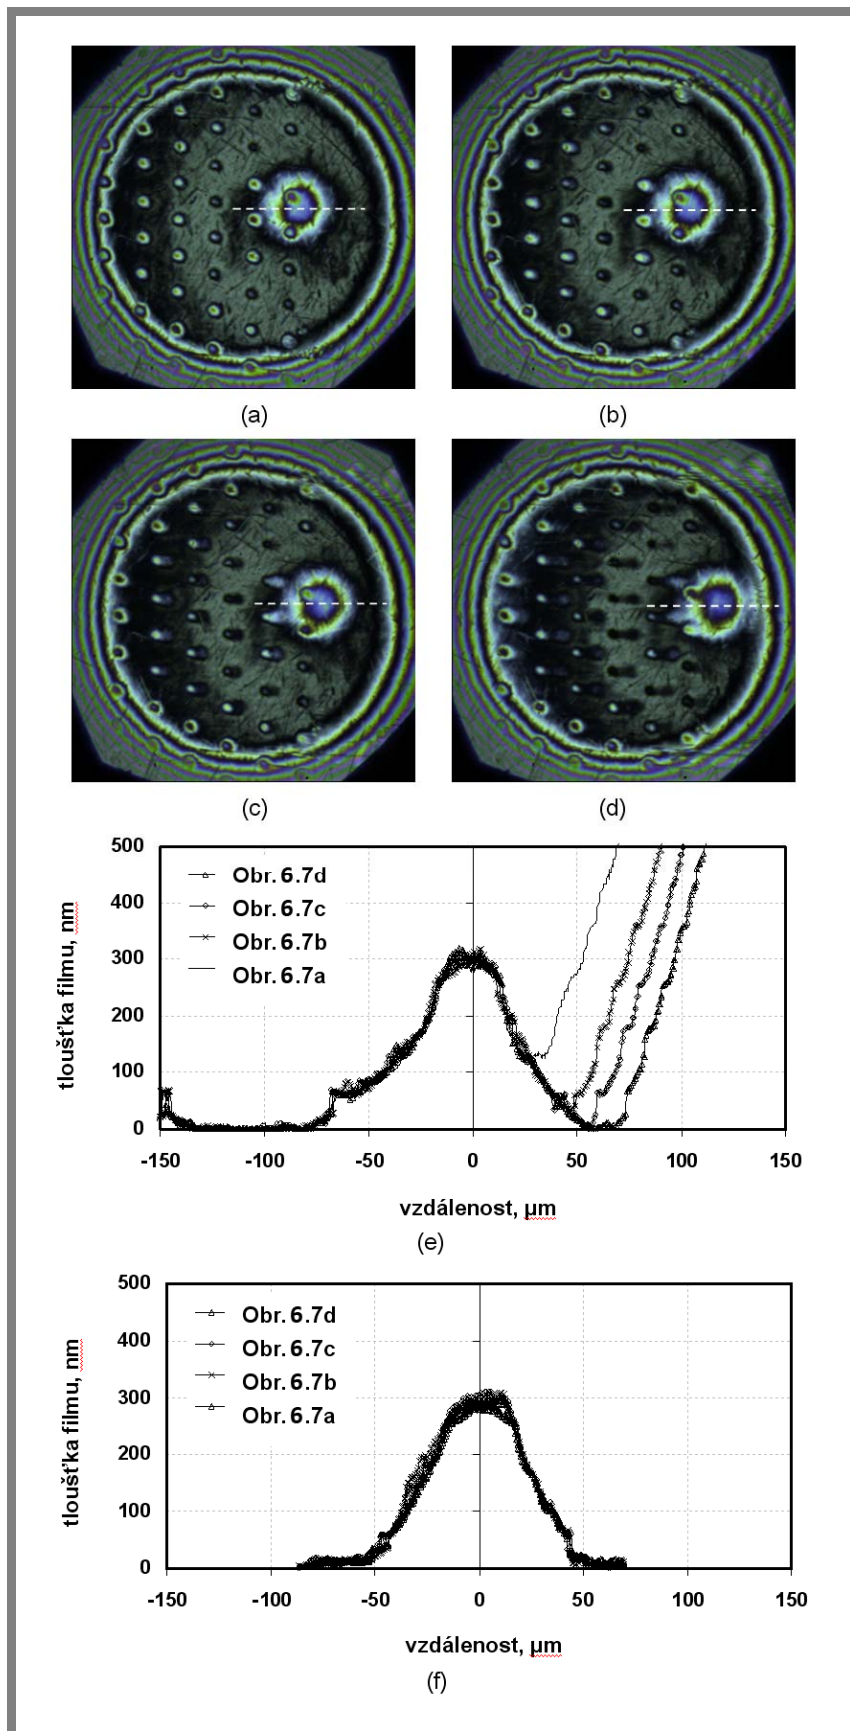 (a)
(b)
(c)
(d)
500
400
300
200
100
0
tloušťka filmu, nm
Obr. 6.7d
Obr. 6.7c
Obr. 6.7b
Obr. 6.7a
-150
-100
-50
0
50
100
150
vzdálenost, µm
(e)
500
400
300
200
100
0
tloušťka filmu, nm
Obr. 6.7d
Obr. 6.7c
Obr. 6.7b
Obr. 6.7a
-150
-100
-50
0
50
100
150
vzdálenost, µm
(f)